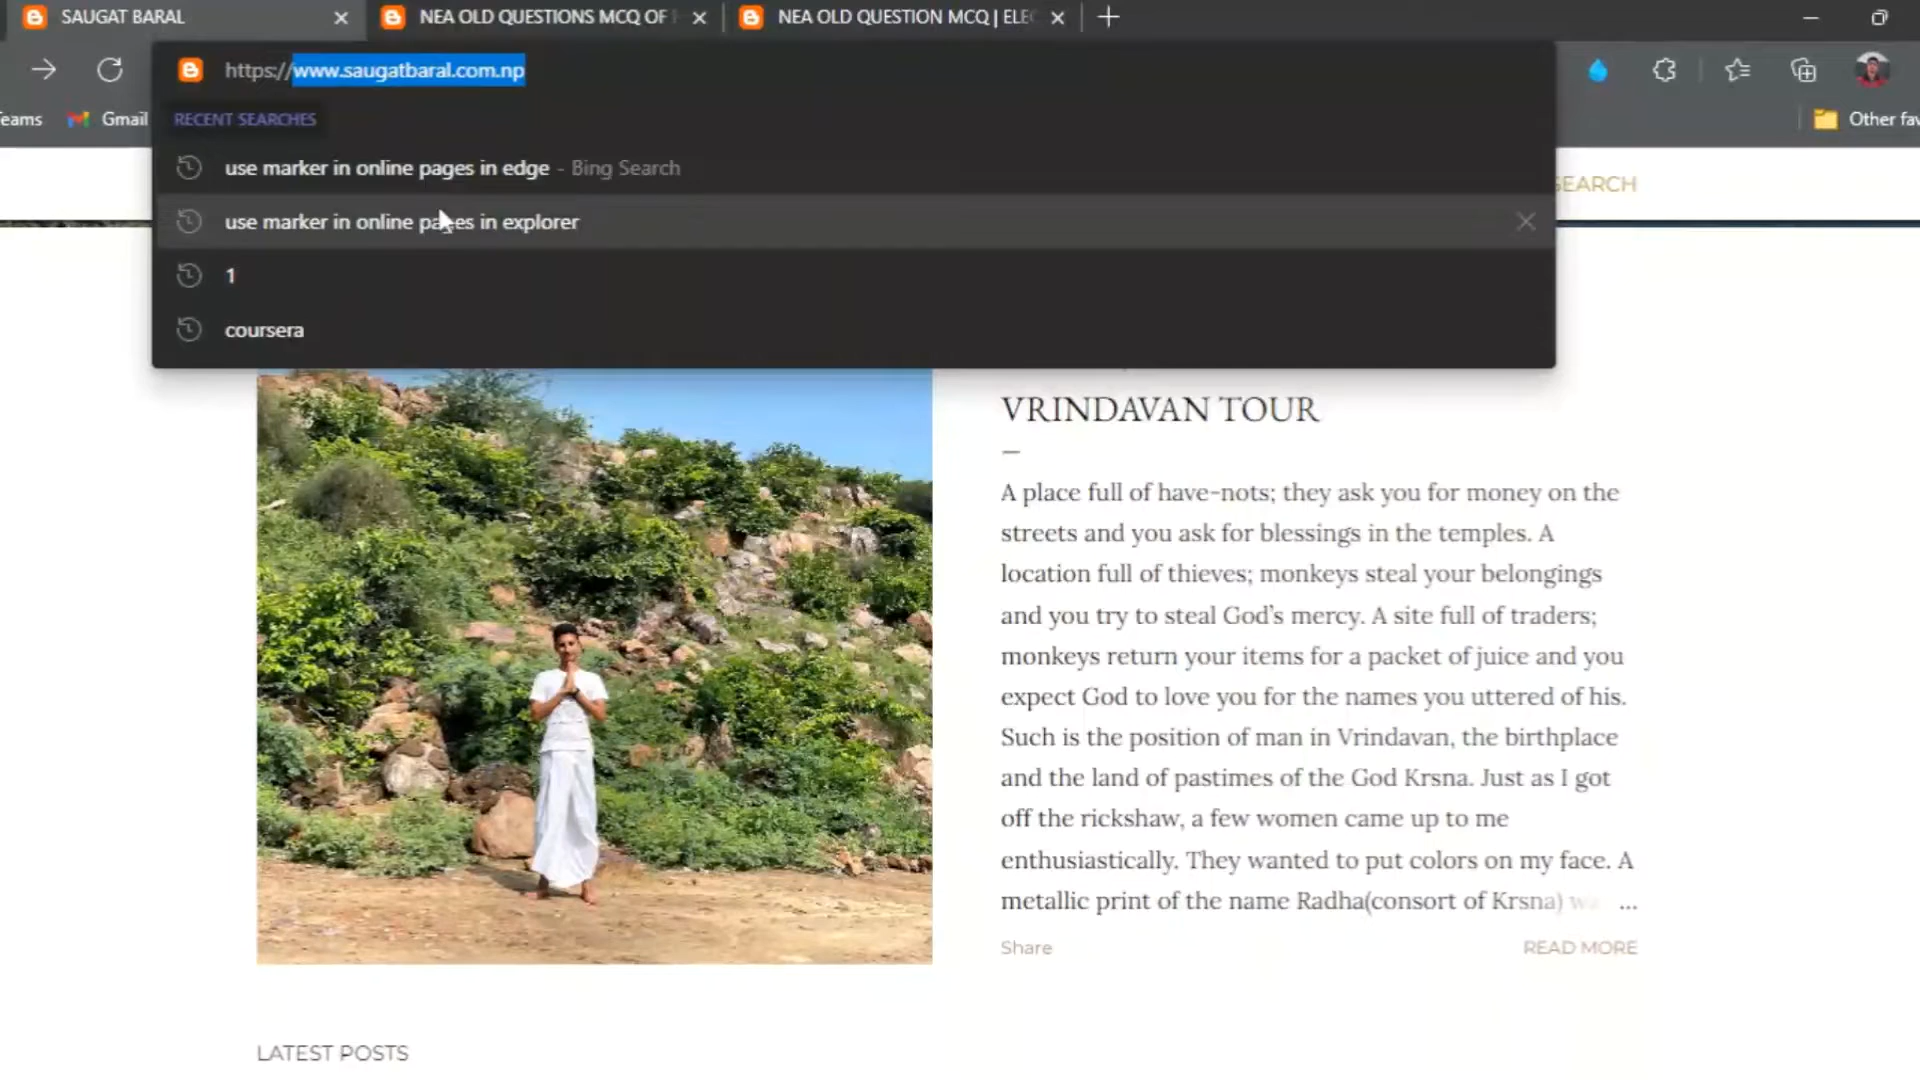 SAUGAT BARAL
NEA OLD QUESTIONS MCQ OF
NEA OLD QUESTION MCQ | ELE
https://www.saugatbaral.com.np
eams
Gmail
Other fav
RECENT SEARCHES
use marker in online pages in edge - Bing Search
use marker in online pages in explorer
1
coursera
SEARCH
VRINDAVAN TOUR
A place full of have-nots; they ask you for money on the
streets and you ask for blessings in the temples. A
location full of thieves; monkeys steal your belongings
and you try to steal God's mercy. A site full of traders;
monkeys return your items for a packet of juice and you
expect God to love you for the names you uttered of his.
Such is the position of man in Vrindavan, the birthplace
and the land of pastimes of the God Krsna. Just as I got
off the rickshaw, a few women came up to me
enthusiastically. They wanted to put colors on my face. A
metallic print of the name Radha(consort of Krsna) wa ...
Share
READ MORE
LATEST POSTS